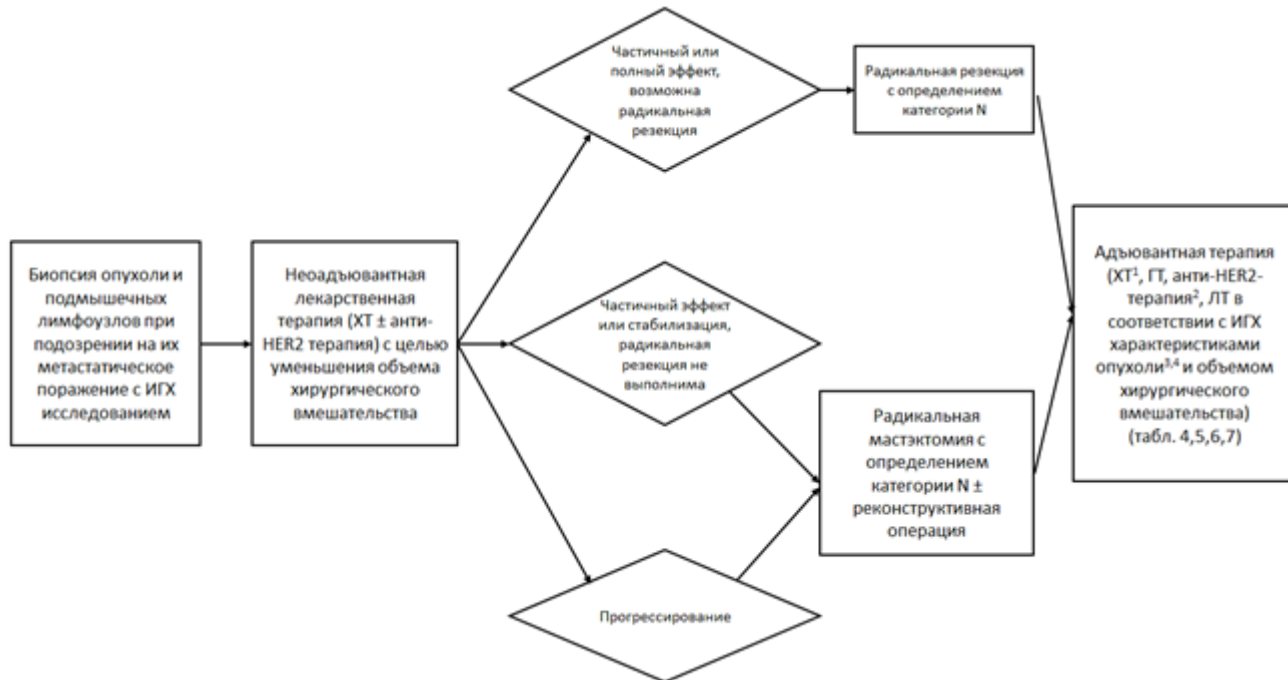 Биопсия опухоли и
подмышечных
лимфоузлов при
подозрении на их
метастатическое
поражение с ИГХ
исследованием
Неоадъювантная
лекарственная
терапия (ХТ ± анти-
HER2 терапия) с целью
уменьшения объема
хирургического
вмешательства
Частичный или
полный эффект,
возможна
радикальная
резекция
Радикальная резекция
с определением
категории N
Частичный эффект
или стабилизация,
радикальная
резекция не
выполнима
Прогрессирование
Радикальная
мастэктомия с
определением
категории N ±
реконструктивная
операция
Адъювантная терапия
(ХТ¹, ГТ, анти-HER2-
терапия², ЛТ в
соответствии с ИГХ
характеристиками
опухоли³,⁴ и объемом
хирургического
вмешательства)
(табл. 4,5,6,7)